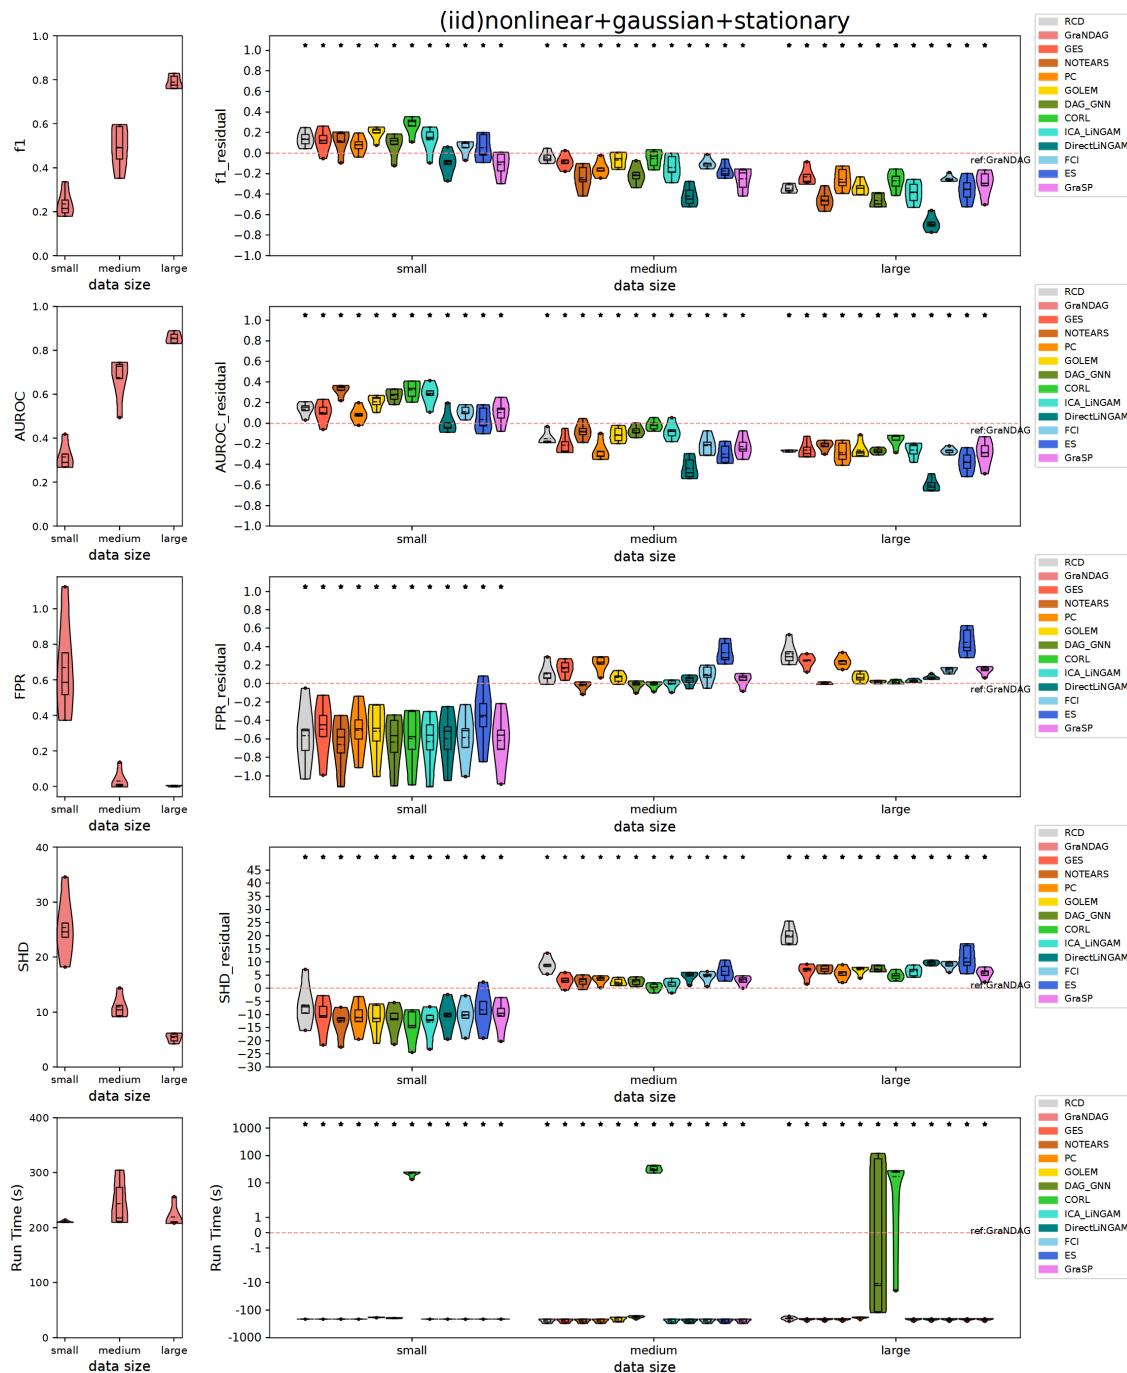 (iid)nonlinear+gaussian+stationary
f1
1.0
0.8
0.6
0.4
0.2
0.0
small medium large
data size
f1_residual
1.0
0.8
0.6
0.4
0.2
0.0
−0.2
−0.4
−0.6
−0.8
−1.0
ref:GraNDAG
small medium large
data size
RCD
GraNDAG
GES
NOTEARS
PC
GOLEM
DAG_GNN
CORL
ICA_LiNGAM
DirectLiNGAM
FCI
ES
GraSP
AUROC
1.0
0.8
0.6
0.4
0.2
0.0
small medium large
data size
AUROC_residual
1.0
0.8
0.6
0.4
0.2
0.0
−0.2
−0.4
−0.6
−0.8
−1.0
ref:GraNDAG
small medium large
data size
RCD
GraNDAG
GES
NOTEARS
PC
GOLEM
DAG_GNN
CORL
ICA_LiNGAM
DirectLiNGAM
FCI
ES
GraSP
FPR
1.0
0.8
0.6
0.4
0.2
0.0
small medium large
data size
FPR_residual
1.0
0.8
0.6
0.4
0.2
0.0
−0.2
−0.4
−0.6
−0.8
−1.0
ref:GraNDAG
small medium large
data size
RCD
GraNDAG
GES
NOTEARS
PC
GOLEM
DAG_GNN
CORL
ICA_LiNGAM
DirectLiNGAM
FCI
ES
GraSP
SHD
40
30
20
10
0
small medium large
data size
SHD_residual
45
40
35
30
25
20
15
10
5
0
−5
−10
−15
−20
−25
−30
ref:GraNDAG
small medium large
data size
RCD
GraNDAG
GES
NOTEARS
PC
GOLEM
DAG_GNN
CORL
ICA_LiNGAM
DirectLiNGAM
FCI
ES
GraSP
Run Time (s)
400
300
200
100
0
small medium large
data size
Run Time (s)
1000
100
10
1
0
-1
-10
-100
-1000
ref:GraNDAG
small medium large
data size
RCD
GraNDAG
GES
NOTEARS
PC
GOLEM
DAG_GNN
CORL
ICA_LiNGAM
DirectLiNGAM
FCI
ES
GraSP